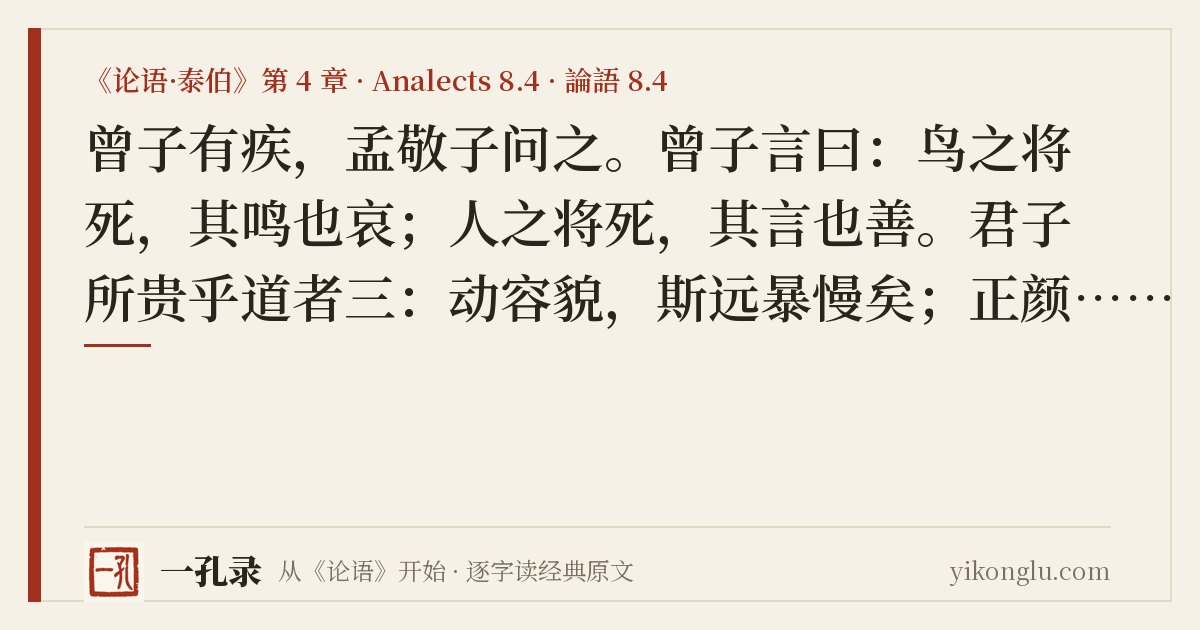 《论语·泰伯》第 4 章 · Analects 8.4 · 論語 8.4
曾子有疾，孟敬子问之。曾子言曰：鸟之将
死，其鸣也哀；人之将死，其言也善。君子
所贵乎道者三：动容貌，斯远暴慢矣；正颜……
一孔
一孔录 从《论语》开始 · 逐字读经典原文 yikonglu.com